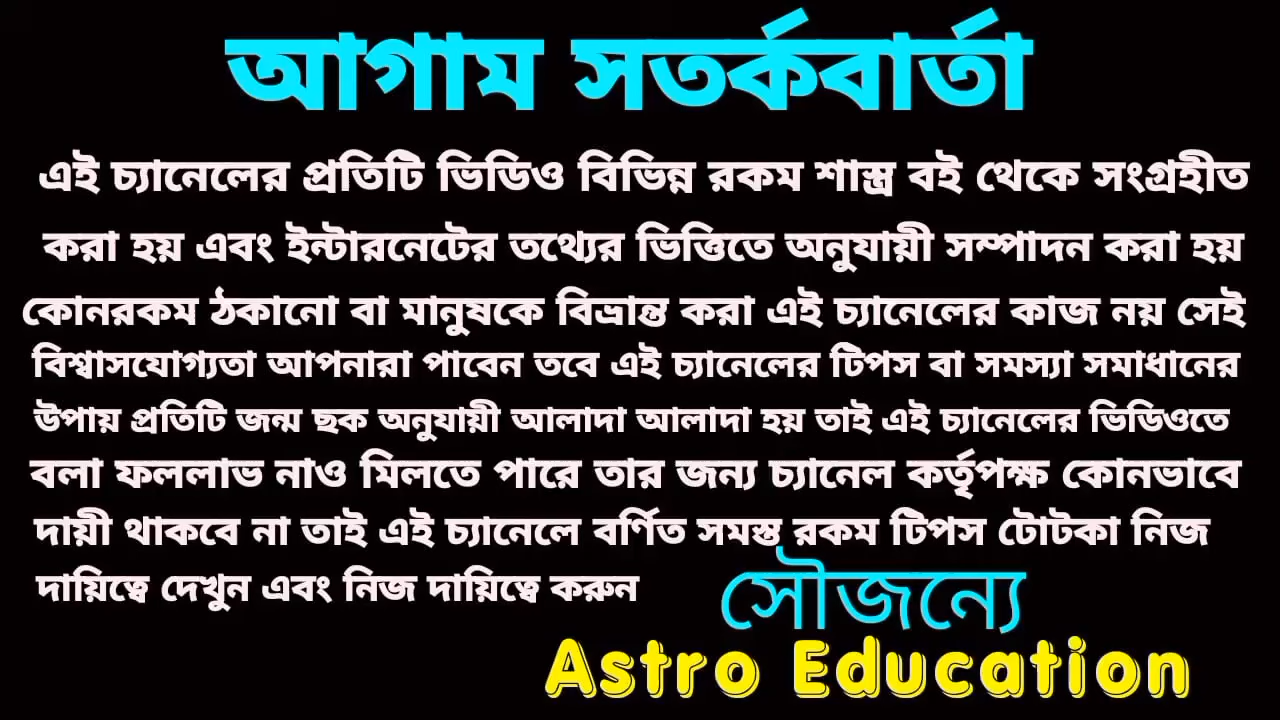 আগাম সতর্কবার্তা
এই চ্যানেলের প্রতিটি ভিডিও বিভিন্ন রকম শাস্ত্র বই থেকে সংগ্রহীত
করা হয় এবং ইন্টারনেটের তথ্যের ভিত্তিতে অনুযায়ী সম্পাদন করা হয়
কোনরকম ঠকানো বা মানুষকে বিভ্রান্ত করা এই চ্যানেলের কাজ নয় সেই
বিশ্বাসযোগ্যতা আপনারা পাবেন তবে এই চ্যানেলের টিপস বা সমস্যা সমাধানের
উপায় প্রতিটি জন্ম ছক অনুযায়ী আলাদা আলাদা হয় তাই এই চ্যানেলের ভিডিওতে
বলা ফললাভ নাও মিলতে পারে তার জন্য চ্যানেল কর্তৃপক্ষ কোনভাবে
দায়ী থাকবে না তাই এই চ্যানেলে বর্ণিত সমস্ত রকম টিপস টোটকা নিজ
দায়িত্বে দেখুন এবং নিজ দায়িত্বে করুন
সৌজন্যে
Astro Education